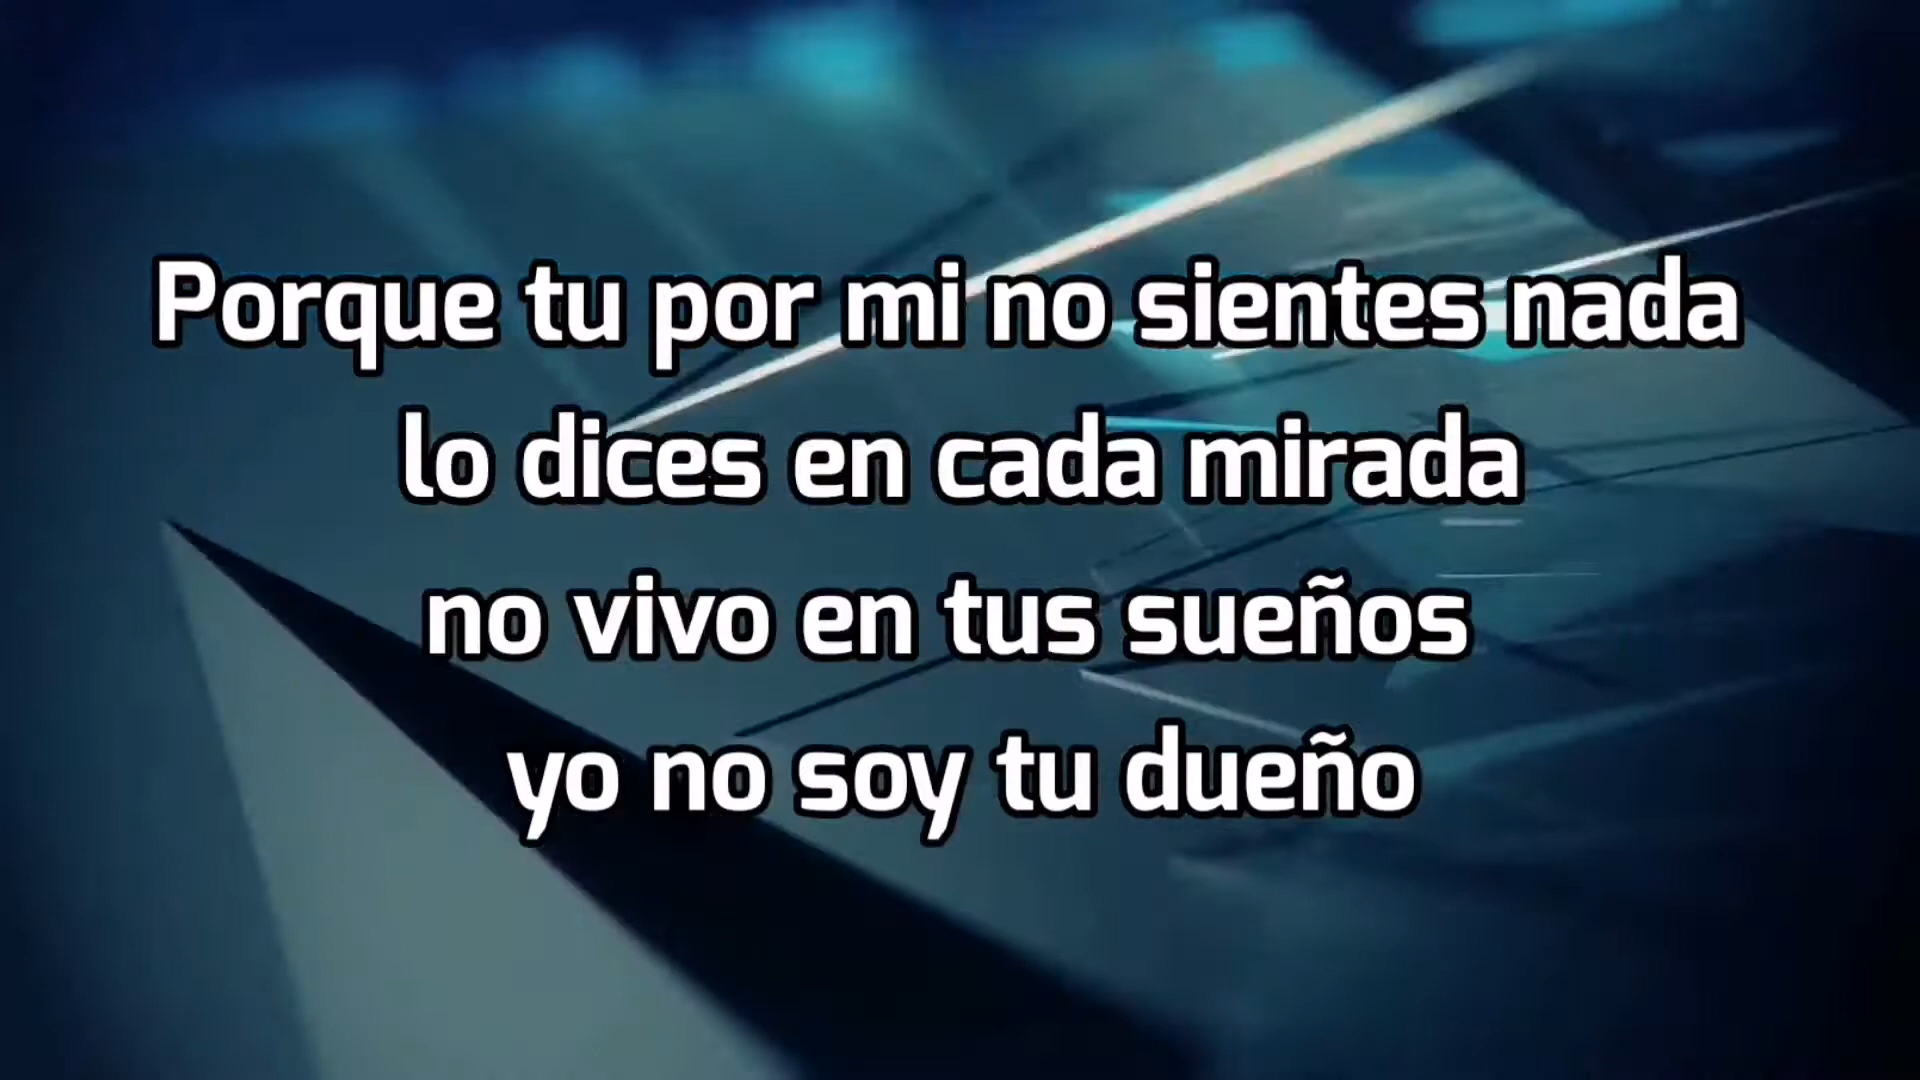 Porque tu por mi no sientes nada
lo dices en cada mirada
no vivo en tus sueños
yo no soy tu dueño